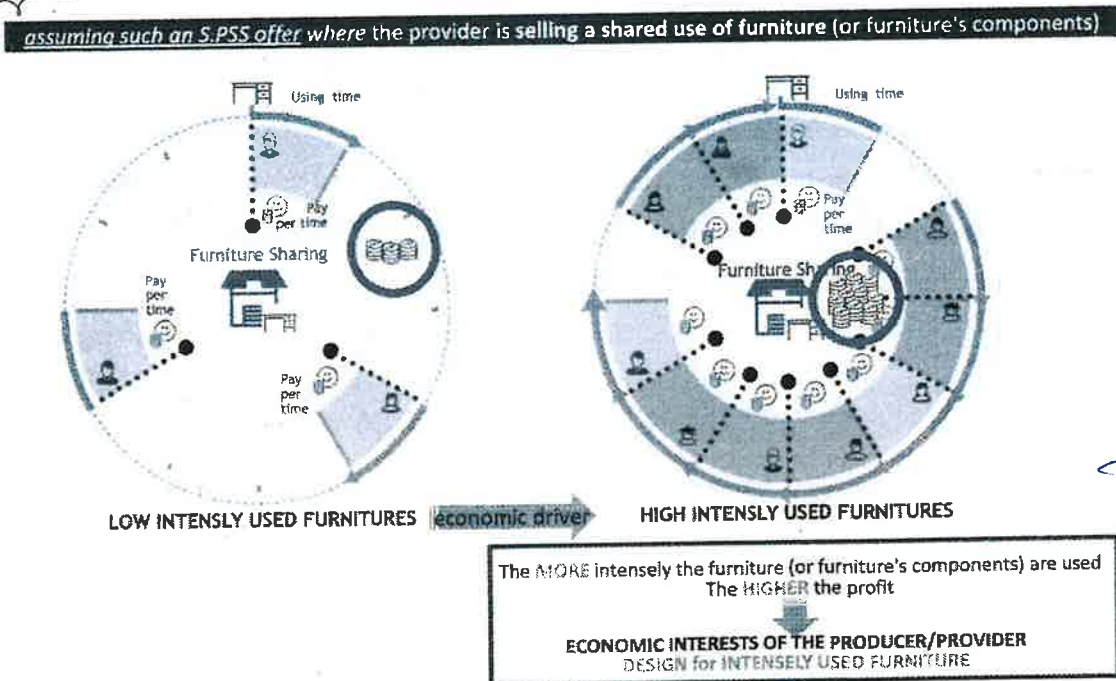 assuming such an S.PSS offer where the provider is selling a shared use of furniture (or furniture's components)
Using time
Pay
per time
Furniture Sharing
Pay
per
time
Pay
per
time
LOW INTENSLY USED FURNITURES
economic driver
Using time
Pay
per
time
Furniture Sharing
HIGH INTENSLY USED FURNITURES
The MORE intensely the furniture (or furniture's components) are used
The HIGHER the profit
ECONOMIC INTERESTS OF THE PRODUCER/PROVIDER
DESIGN for INTENSELY USED FURNITURE